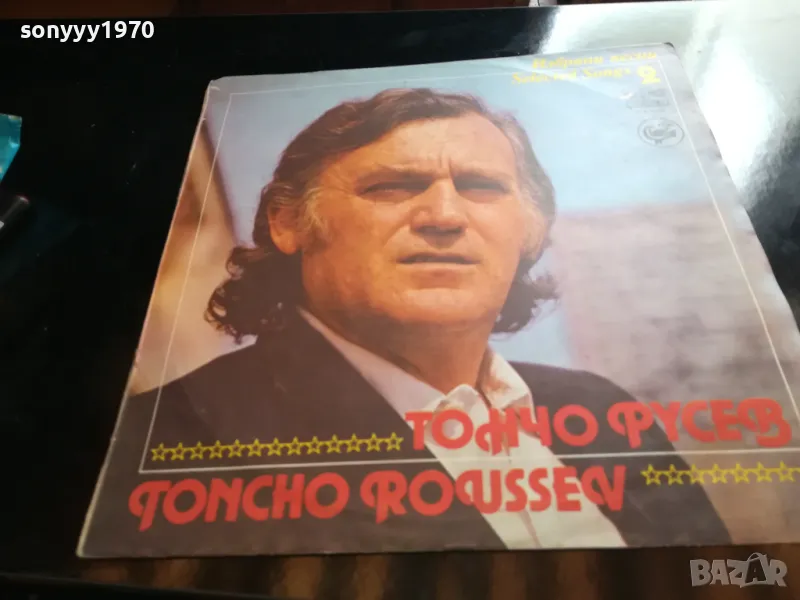 sonyyy1970
Избрани песни
Selected Songs 2
ТОНЧО РУСЕВ
TONCHO ROUSSEV
BAZAR